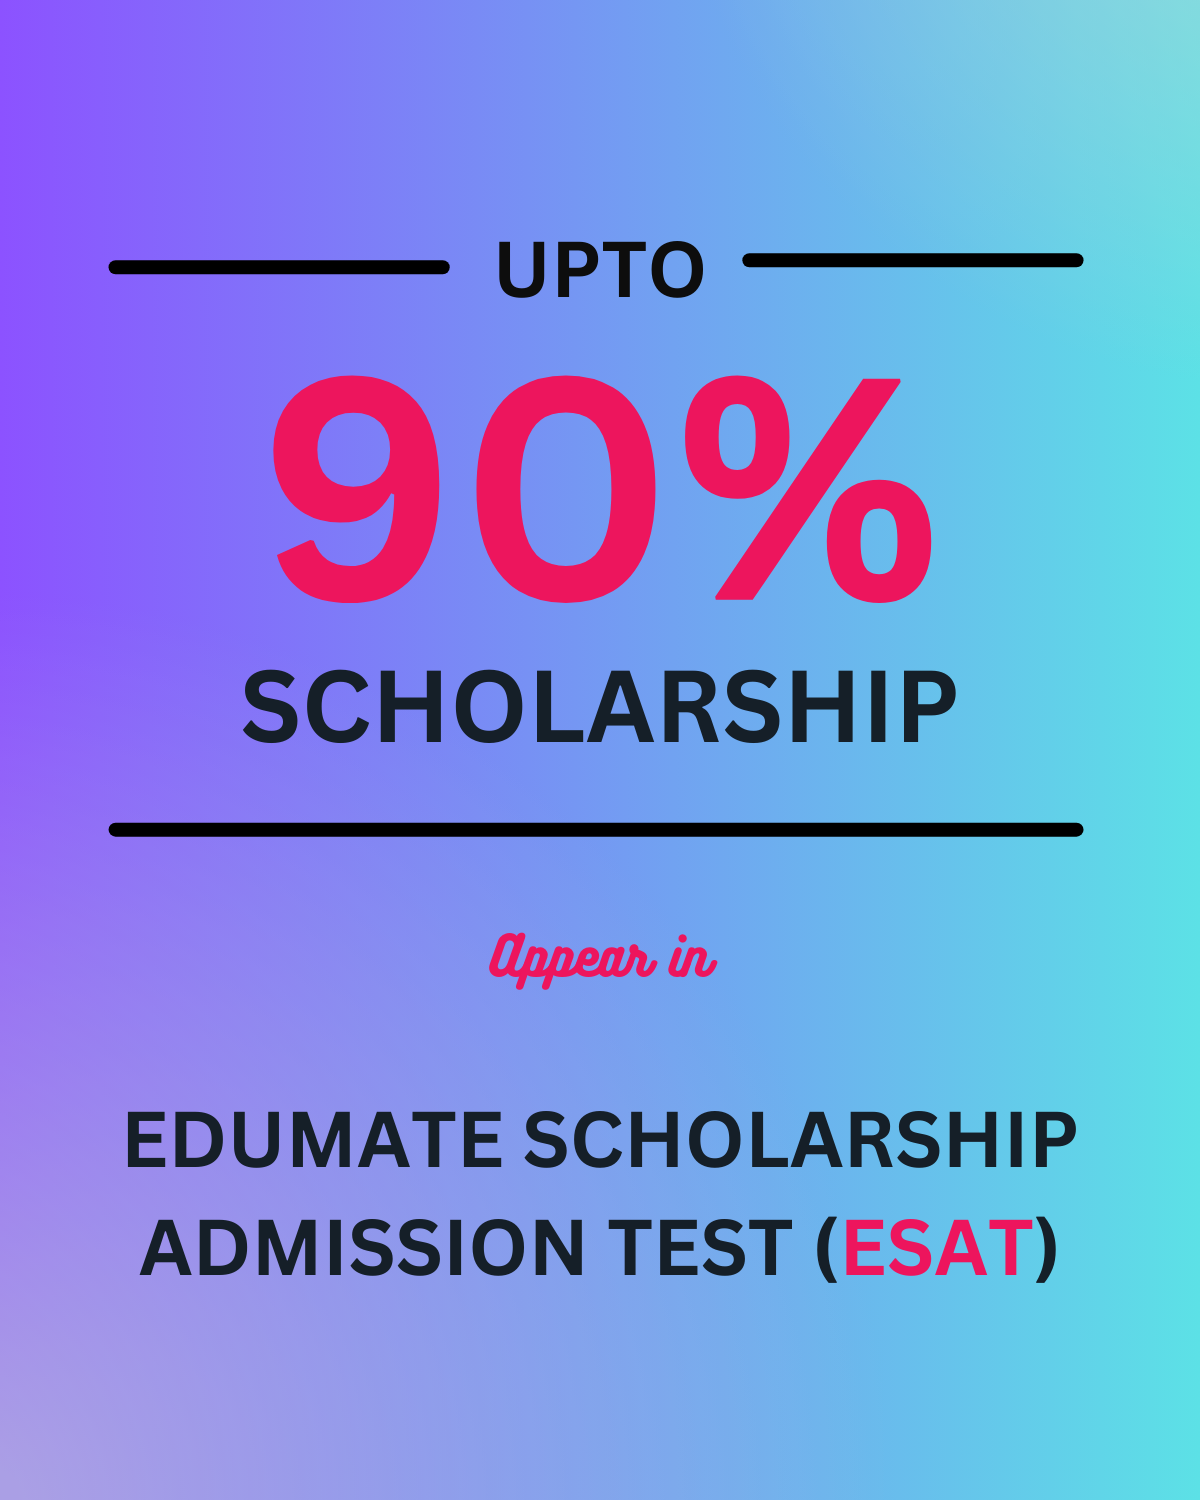 UPTO
90%
SCHOLARSHIP
Appear in
EDUMATE SCHOLARSHIP
ADMISSION TEST (ESAT)